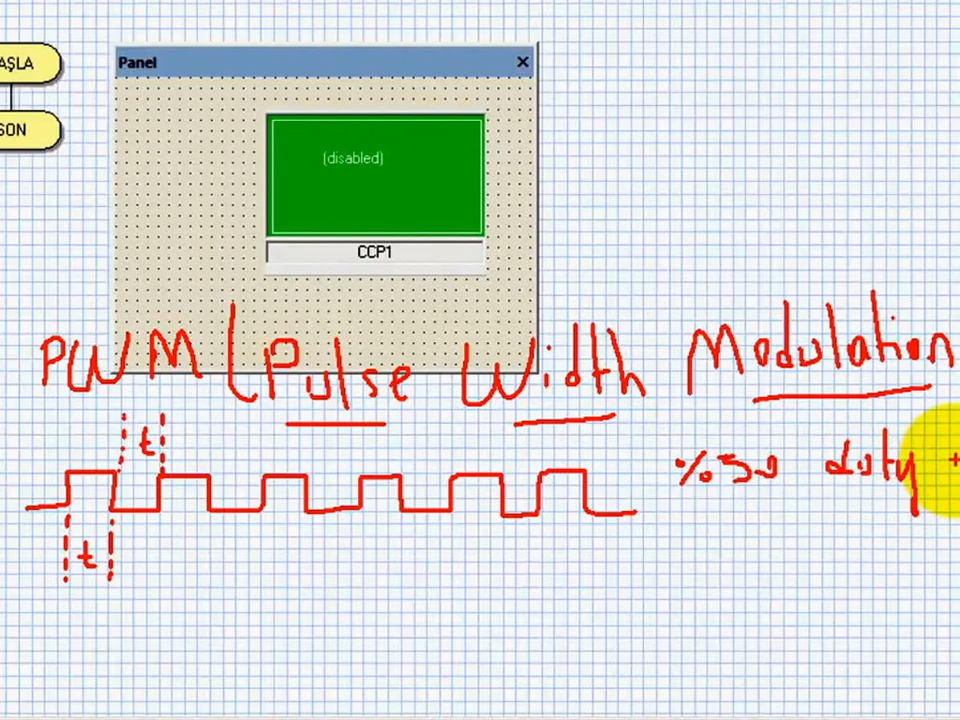 AŞLA
SON
Panel
(disabled)
CCP1
PWM (Pulse Width Modulation
t
%50 duty
t